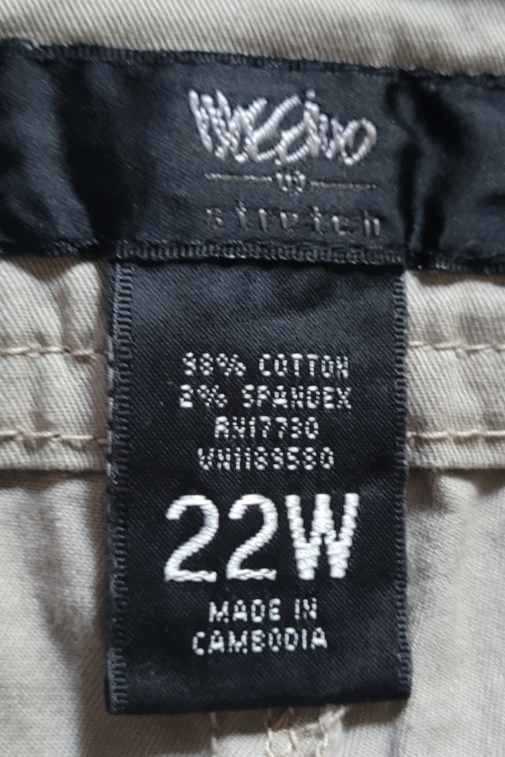 Mossimo
stretch
98% COTTON
2% SPANDEX
RN17730
VN1189580
22W
MADE IN
CAMBODIA